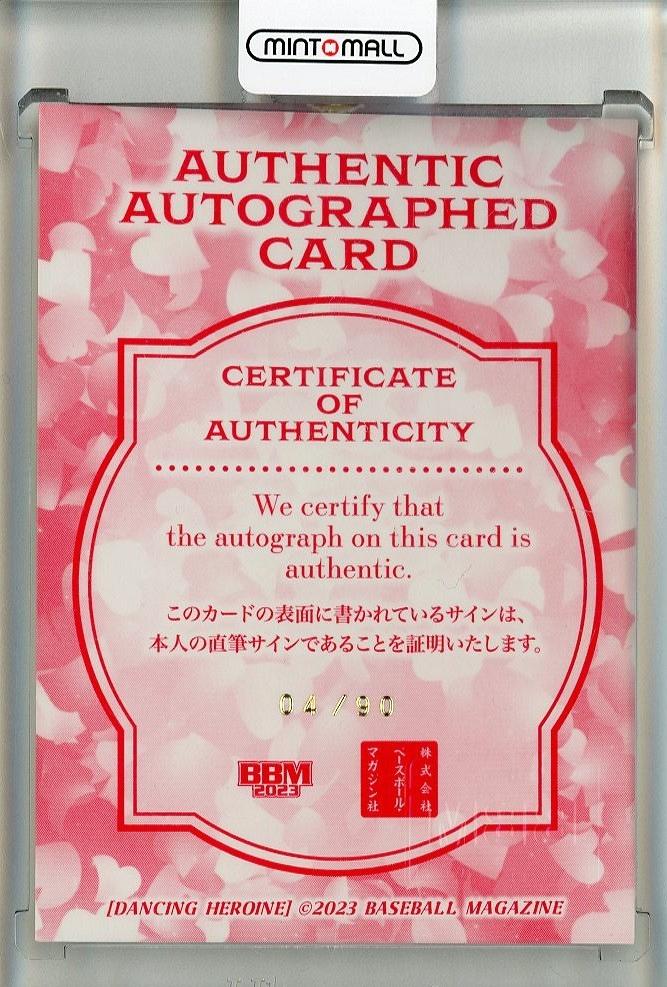 MINT MALL
AUTHENTIC
AUTOGRAPHED
CARD
CERTIFICATE
OF
AUTHENTICITY
We certify that
the autograph on this card is
authentic.
このカードの表面に書かれているサインは、
本人の直筆サインであることを証明いたします。
04/90
BBM
2023
株式会社
ベースボール・
マガジン社
[DANCING HEROINE] ©2023 BASEBALL MAGAZINE